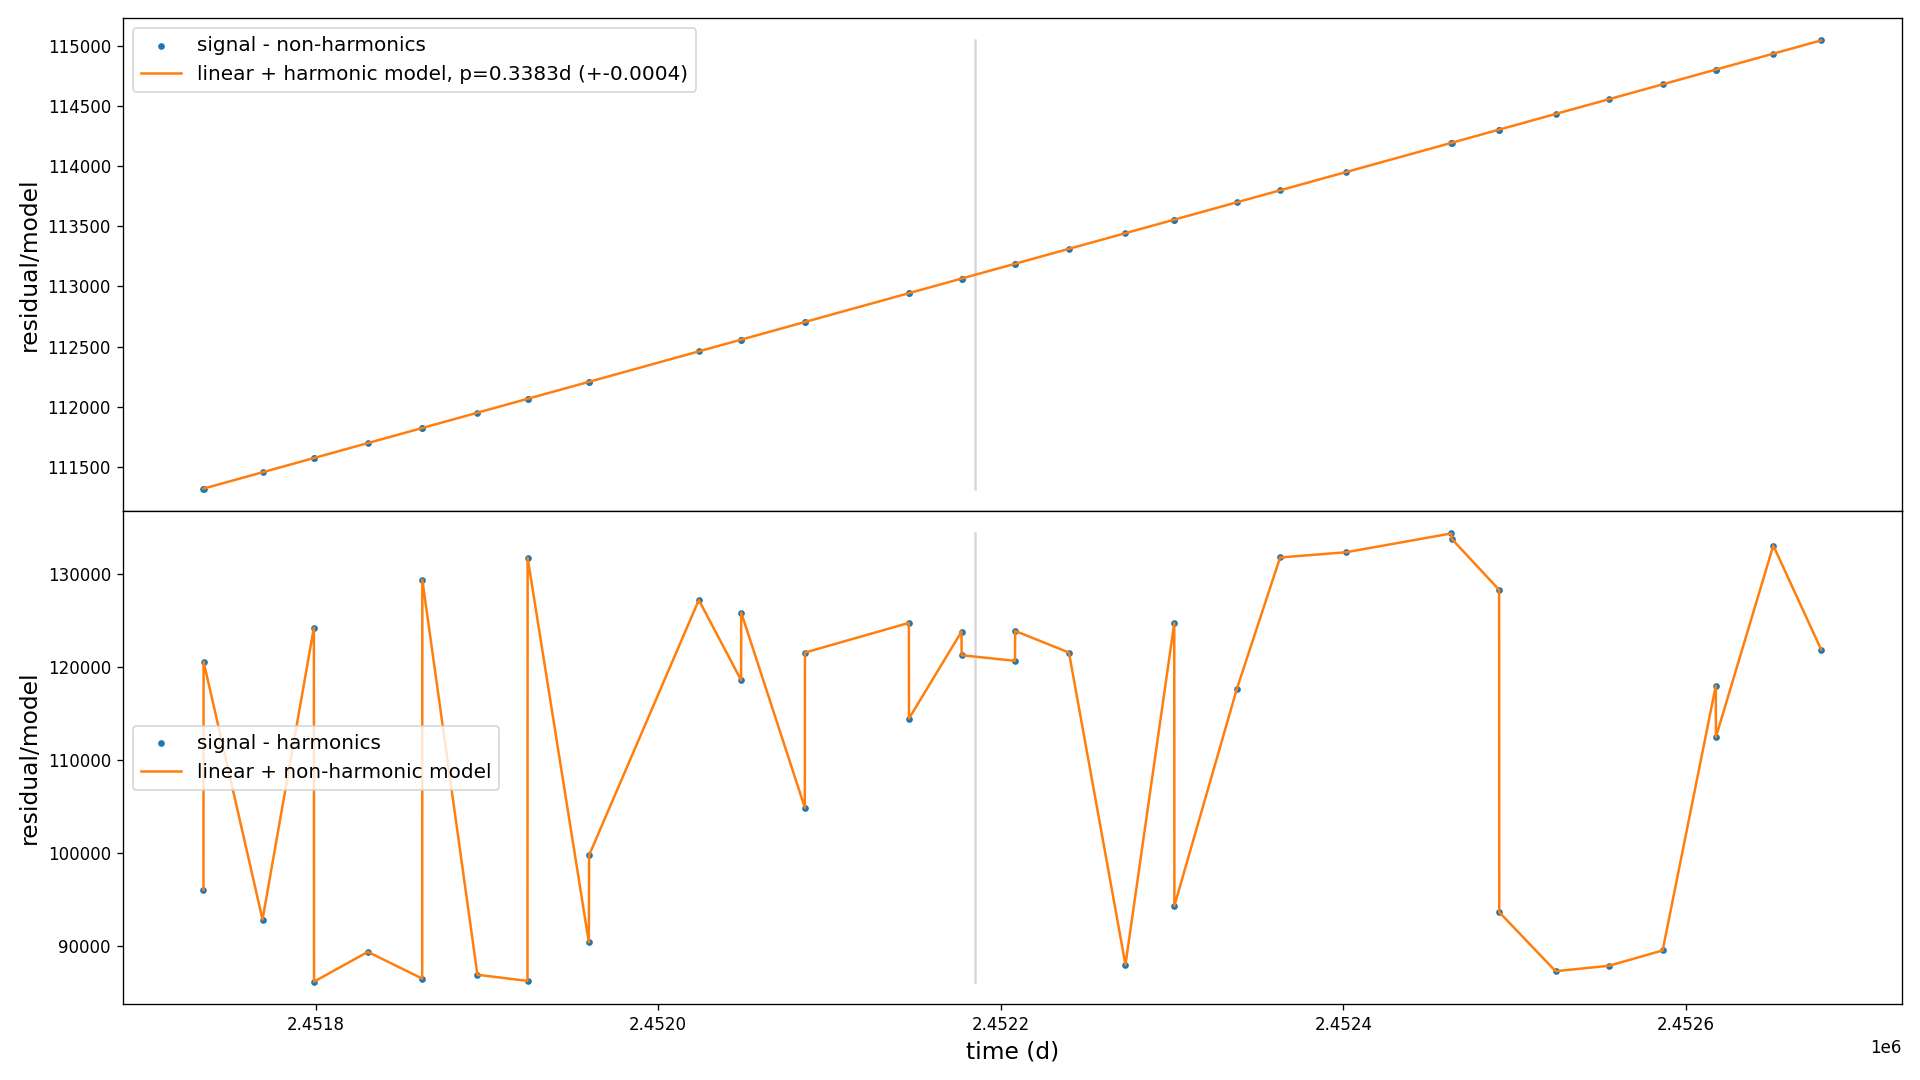 signal - non-harmonics
linear + harmonic model, p=0.3383d (+-0.0004)
115000
114500
114000
113500
113000
112500
112000
111500
residual/model
signal - harmonics
linear + non-harmonic model
130000
120000
110000
100000
90000
residual/model
2.4518 2.4520 2.4522 2.4524 2.4526
1e6
time (d)